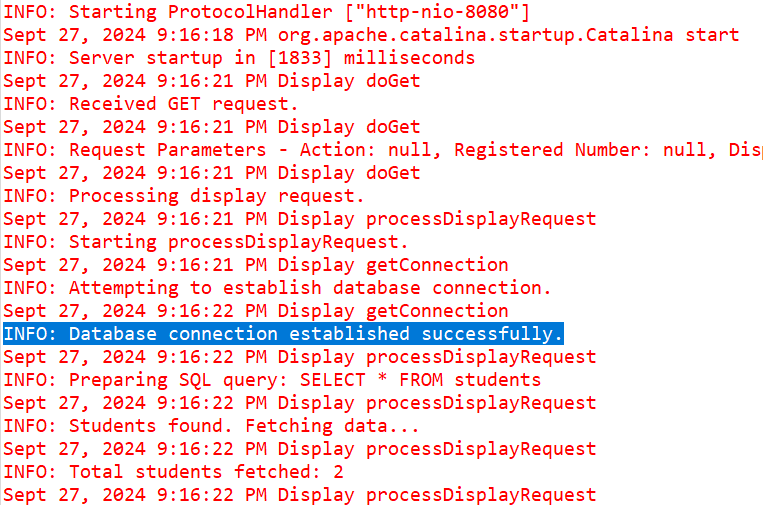 INFO: Starting ProtocolHandler ["http-nio-8080"]
Sept 27, 2024 9:16:18 PM org.apache.catalina.startup.Catalina start
INFO: Server startup in [1833] milliseconds
Sept 27, 2024 9:16:21 PM Display doGet
INFO: Received GET request.
Sept 27, 2024 9:16:21 PM Display doGet
INFO: Request Parameters - Action: null, Registered Number: null, Disp
Sept 27, 2024 9:16:21 PM Display doGet
INFO: Processing display request.
Sept 27, 2024 9:16:21 PM Display processDisplayRequest
INFO: Starting processDisplayRequest.
Sept 27, 2024 9:16:21 PM Display getConnection
INFO: Attempting to establish database connection.
Sept 27, 2024 9:16:22 PM Display getConnection
INFO: Database connection established successfully.
Sept 27, 2024 9:16:22 PM Display processDisplayRequest
INFO: Preparing SQL query: SELECT * FROM students
Sept 27, 2024 9:16:22 PM Display processDisplayRequest
INFO: Students found. Fetching data...
Sept 27, 2024 9:16:22 PM Display processDisplayRequest
INFO: Total students fetched: 2
Sept 27, 2024 9:16:22 PM Display processDisplayRequest